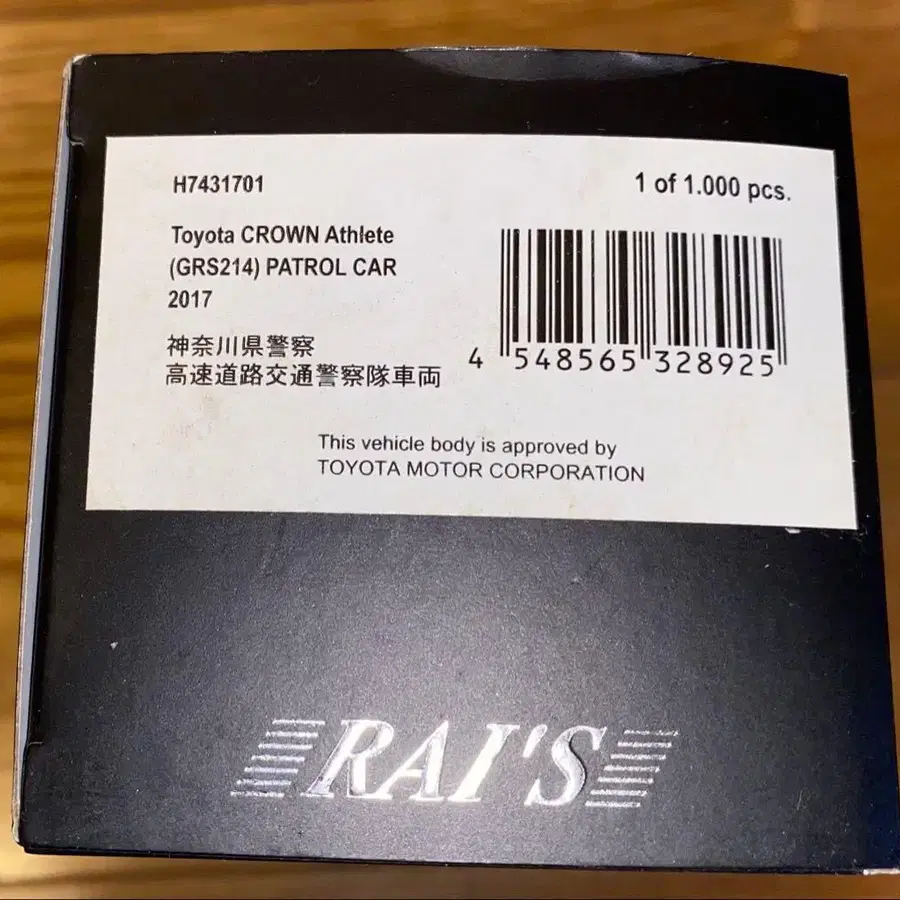 H7431701
1 of 1.000 pcs.
Toyota CROWN Athlete
(GRS214) PATROL CAR
2017
神奈川県警察
高速道路交通警察隊車両
4 548565 328925
This vehicle body is approved by
TOYOTA MOTOR CORPORATION
RAI'S